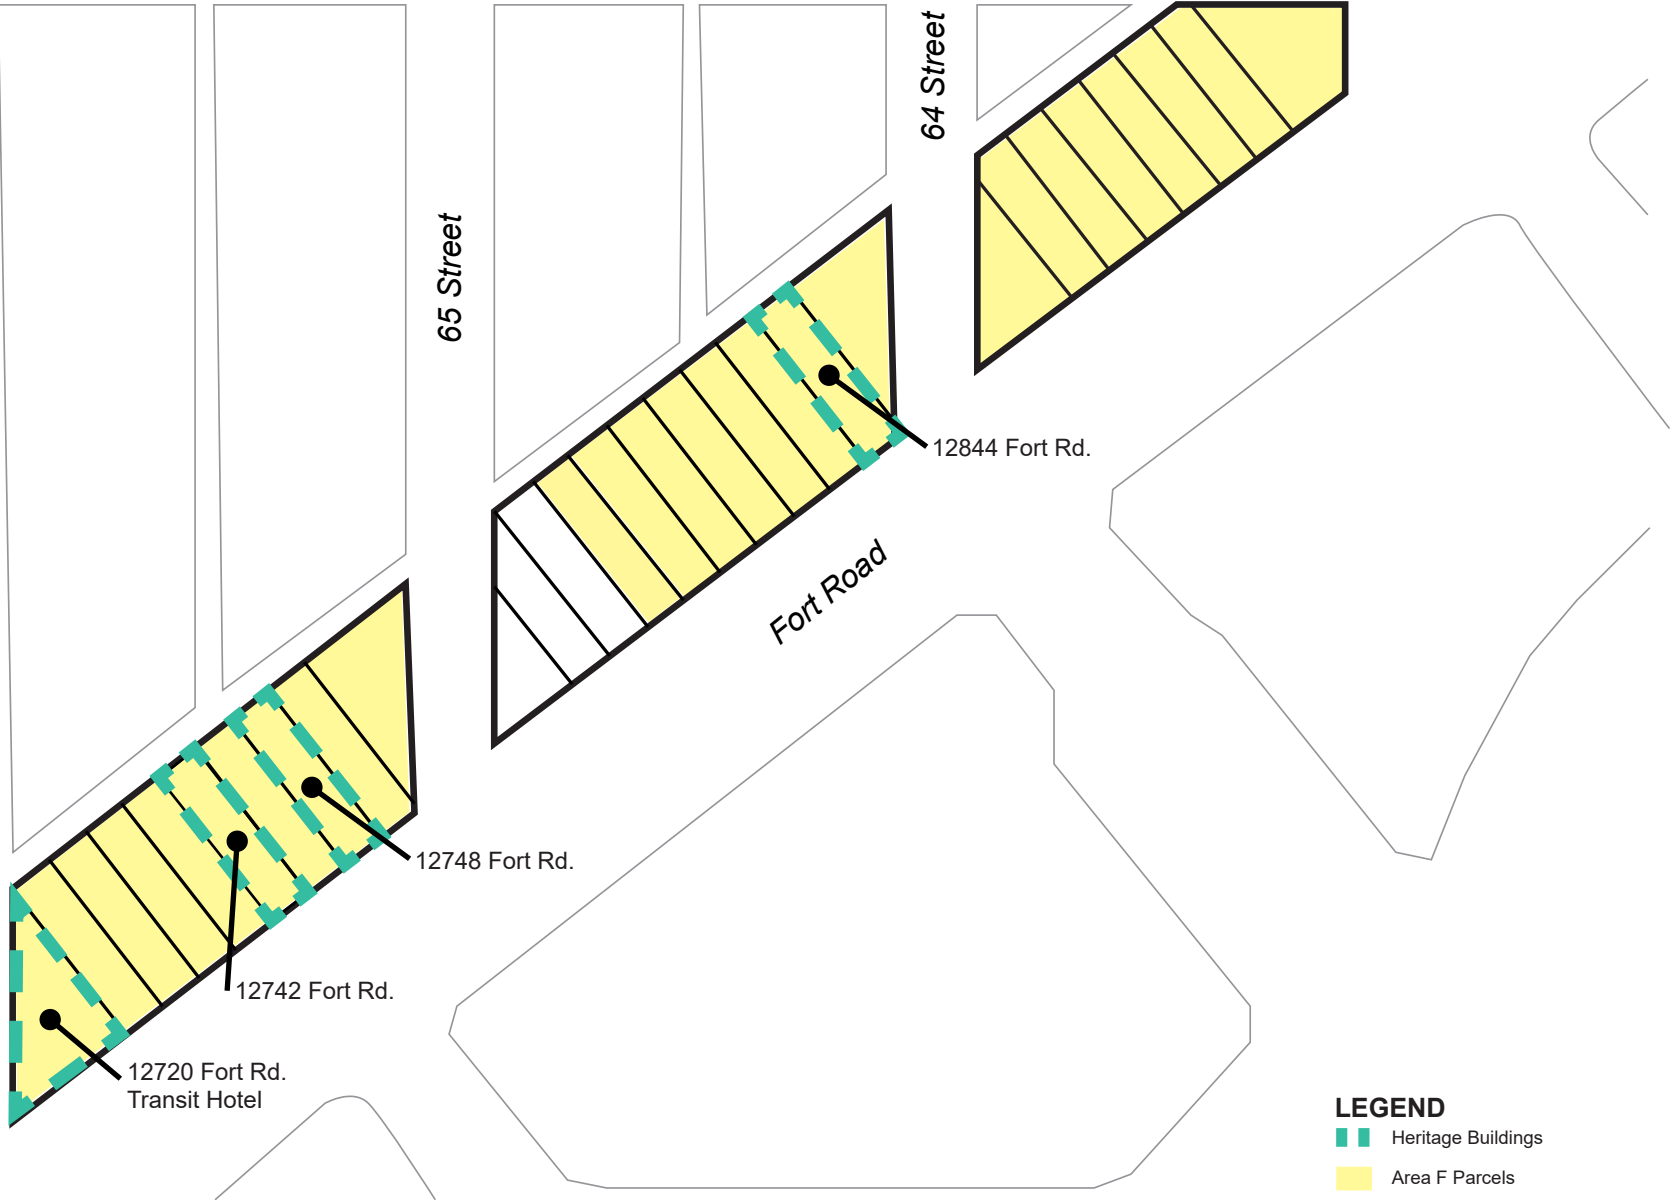 64 Street
65 Street
12844 Fort Rd.
Fort Road
12748 Fort Rd.
12742 Fort Rd.
12720 Fort Rd.
Transit Hotel
LEGEND
Heritage Buildings
Area F Parcels